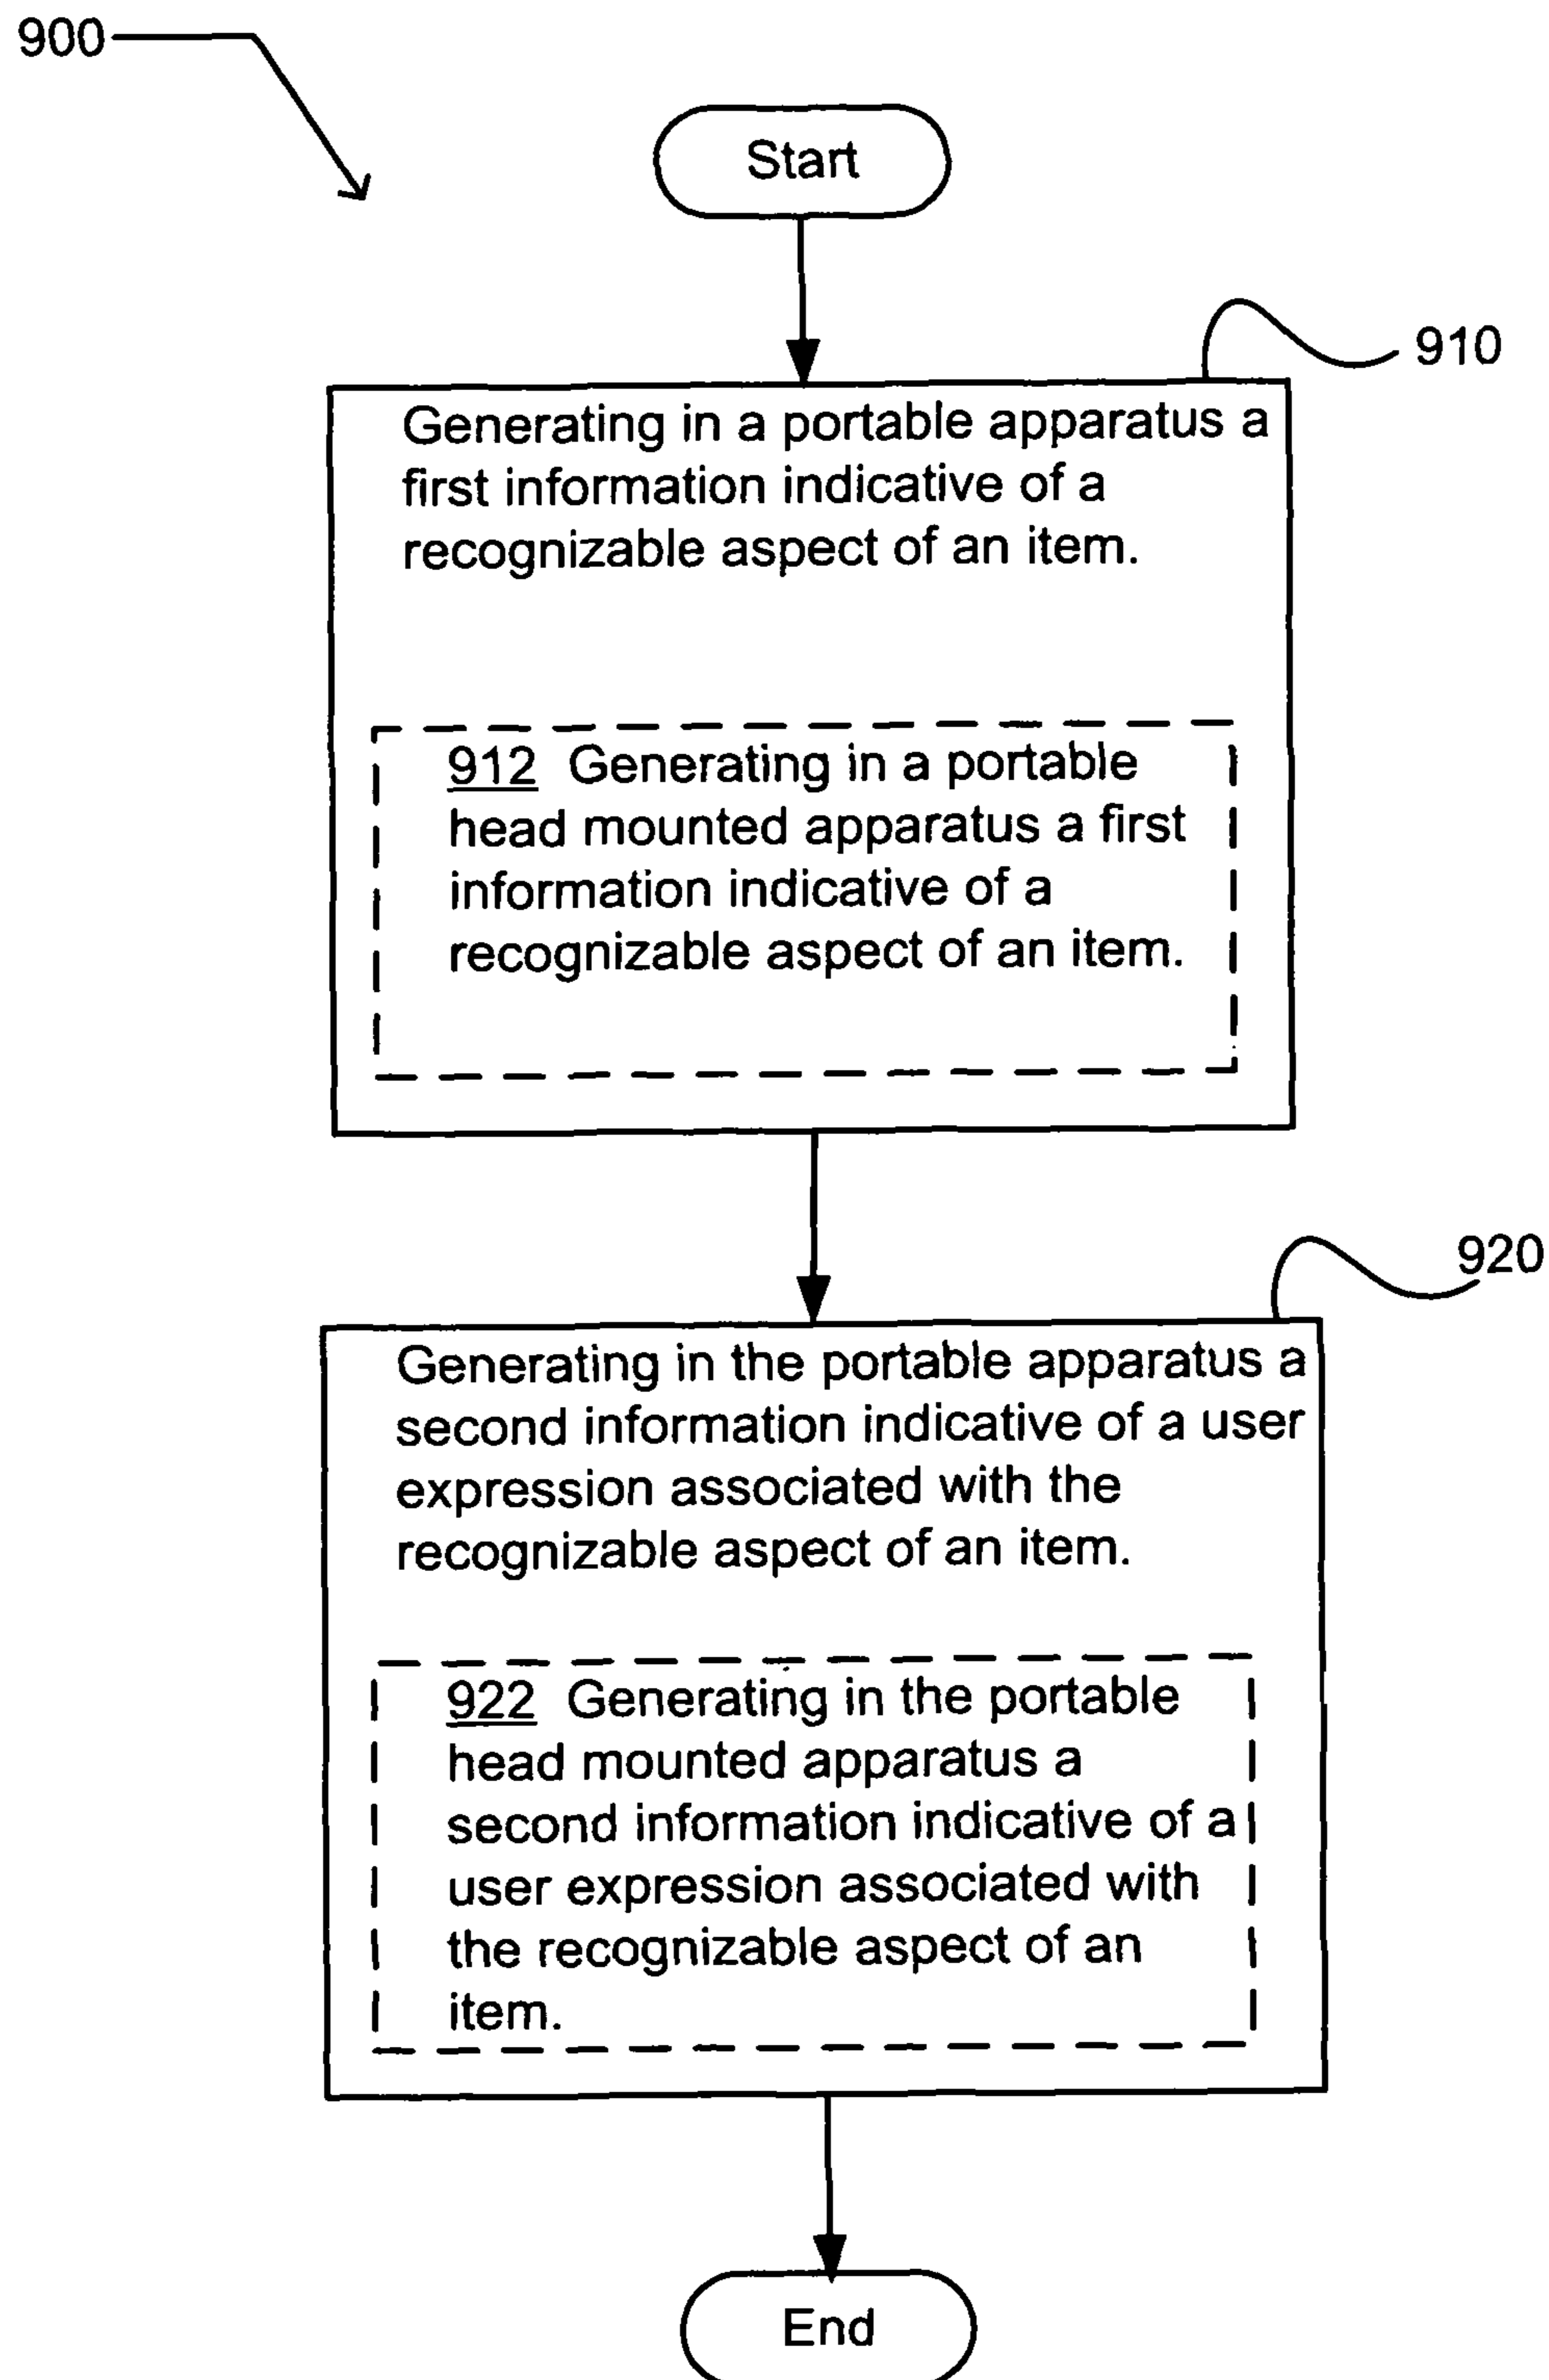 900
Start
910
Generating in a portable apparatus a
first information indicative of a
recognizable aspect of an item.
912 Generating in a portable
head mounted apparatus a first
information indicative of a
recognizable aspect of an item.
920
Generating in the portable apparatus a
second information indicative of a user
expression associated with the
recognizable aspect of an item.
922 Generating in the portable
head mounted apparatus a
second information indicative of a
user expression associated with
the recognizable aspect of an
item.
End